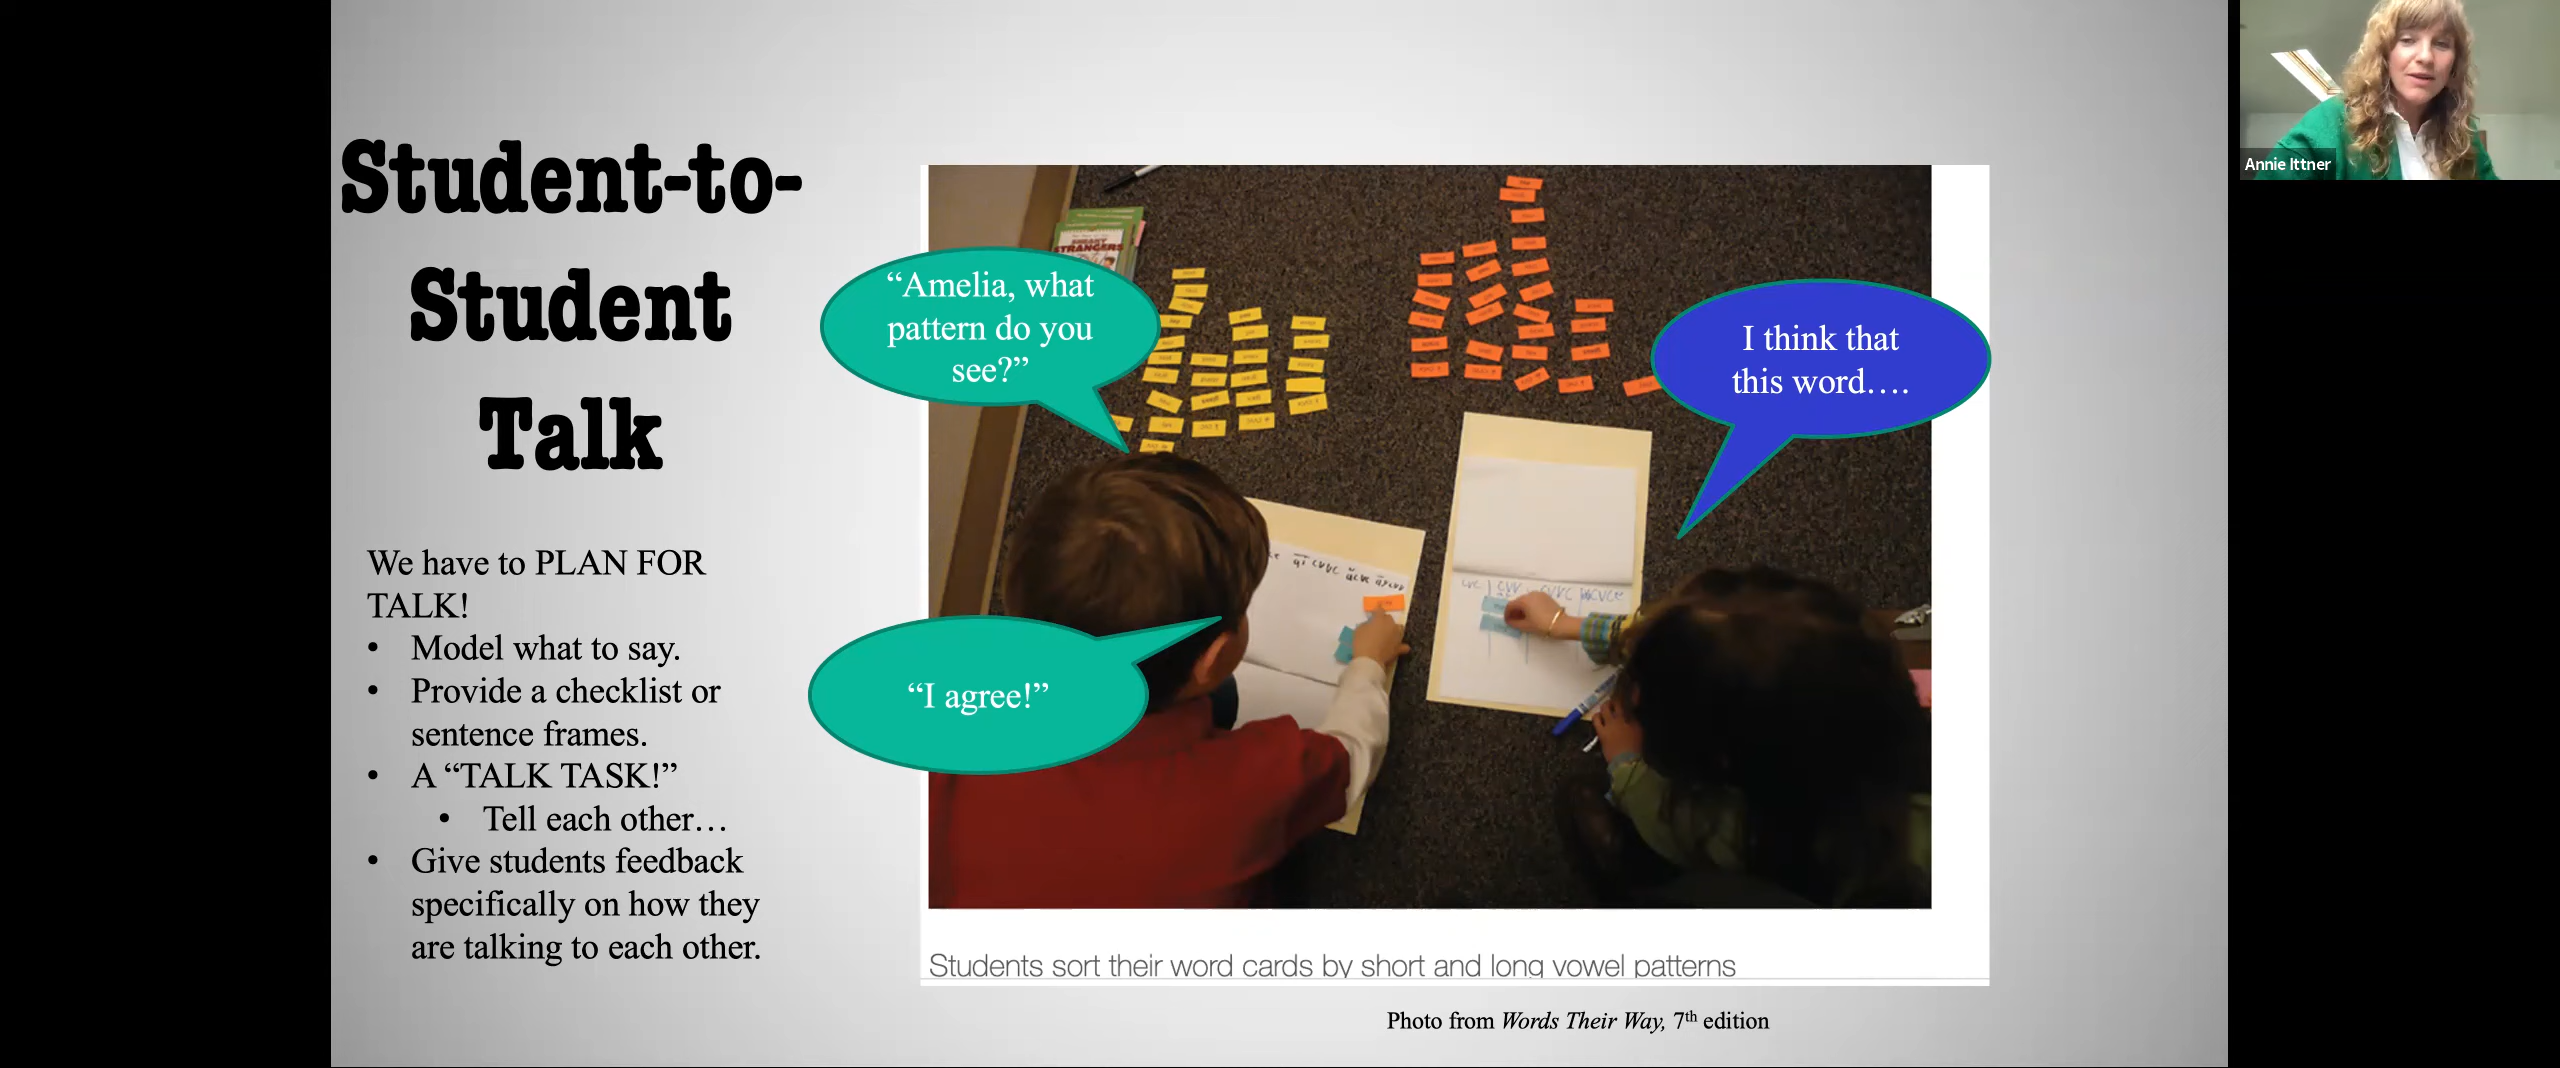 Student-to-
Student
Talk
We have to PLAN FOR
TALK!
• Model what to say.
• Provide a checklist or
sentence frames.
• A “TALK TASK!”
• Tell each other…
• Give students feedback
specifically on how they
are talking to each other.
“Amelia, what
pattern do you
see?”
I think that
this word….
“I agree!”
STRANGERS
Students sort their word cards by short and long vowel patterns
Photo from Words Their Way, 7th edition
Annie Ittner